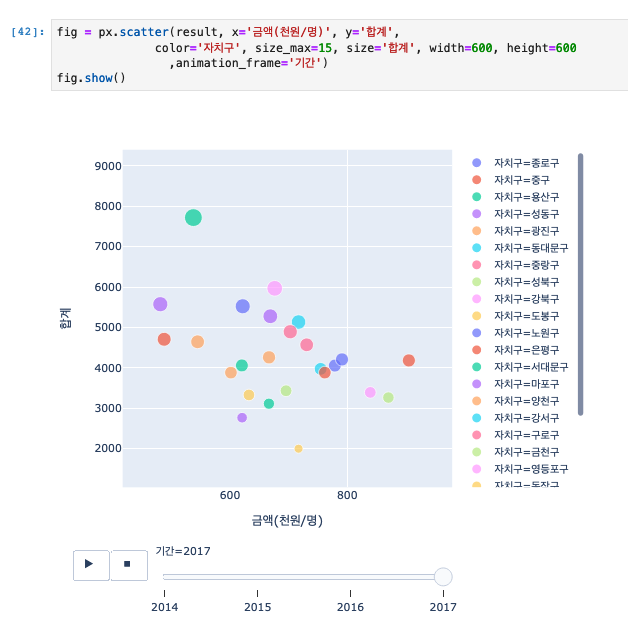 [42]: fig = px.scatter(result, x='금액(천원/명)', y='합계',
color='자치구', size_max=15, size='합계', width=600, height=600
,animation_frame='기간')
fig.show()
9000
8000
7000
6000
5000
4000
3000
2000
합계
600 800
금액(천원/명)
자치구=종로구
자치구=중구
자치구=용산구
자치구=성동구
자치구=광진구
자치구=동대문구
자치구=중랑구
자치구=성북구
자치구=강북구
자치구=도봉구
자치구=노원구
자치구=은평구
자치구=서대문구
자치구=마포구
자치구=양천구
자치구=강서구
자치구=구로구
자치구=금천구
자치구=영등포구
자치구=동작구
기간=2017
2014 2015 2016 2017